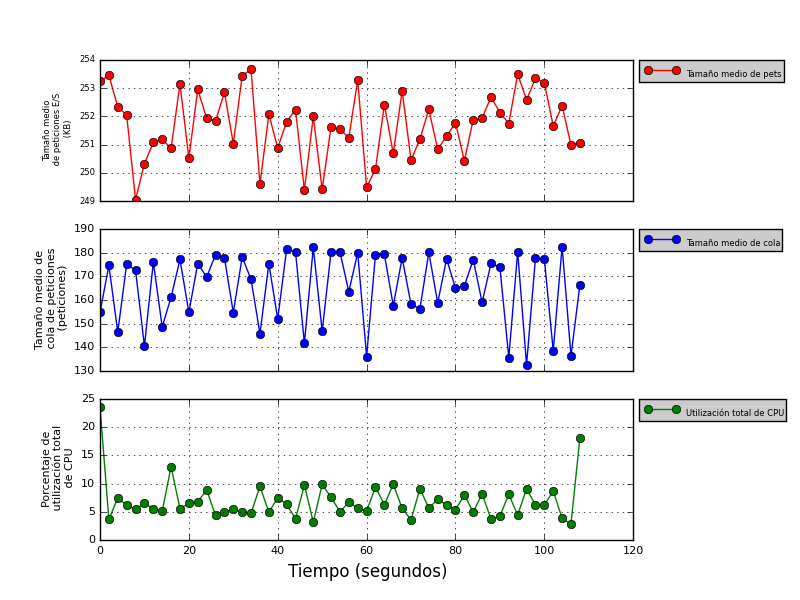 254
253
252
251
250
249
Tamaño medio
de peticiones E/S
(KB)
Tamaño medio de pets
190
180
170
160
150
140
130
Tamaño medio de
cola de peticiones
(peticiones)
Tamaño medio de cola
25
20
15
10
5
0
Porcentaje de
utilización total
de CPU
Utilización total de CPU
0 20 40 60 80 100 120
Tiempo (segundos)